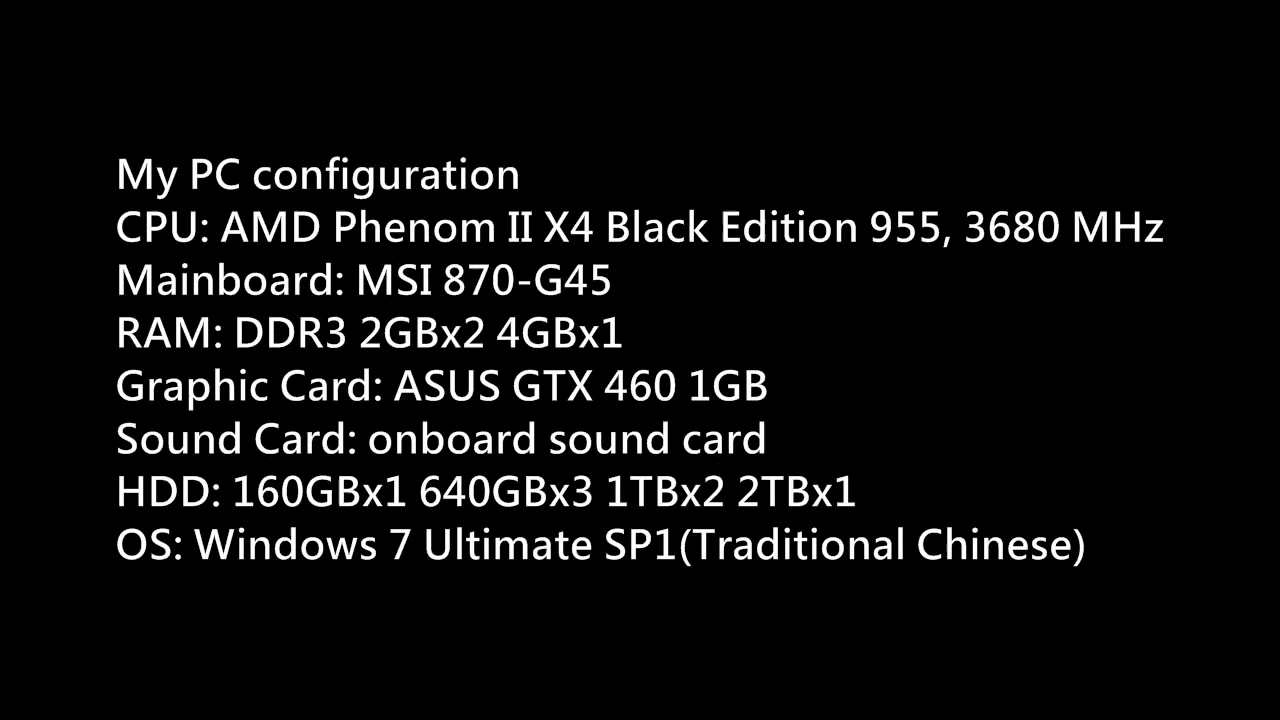 My PC configuration
CPU: AMD Phenom II X4 Black Edition 955, 3680 MHz
Mainboard: MSI 870-G45
RAM: DDR3 2GBx2 4GBx1
Graphic Card: ASUS GTX 460 1GB
Sound Card: onboard sound card
HDD: 160GBx1 640GBx3 1TBx2 2TBx1
OS: Windows 7 Ultimate SP1(Traditional Chinese)